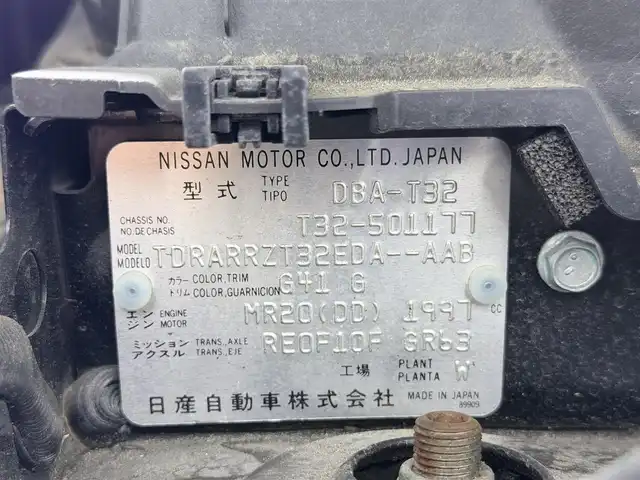 NISSAN MOTOR CO.,LTD. JAPAN
型式 TYPE TIPO DBA-T32
CHASSIS NO. NO.DE CHASIS T32-501177
MODEL MODELO TDRARRZT32EDA--AAB
カラー COLOR,TRIM トリム COLOR,GUARNICION G41 G
エンジン ENGINE MOTOR MR20(DD) 1997 CC
ミッション TRANS.,AXLE アクスル TRANS.,EJE RE0F10F GR63
工場 PLANT PLANTA W
日産自動車株式会社 MADE IN JAPAN
89909